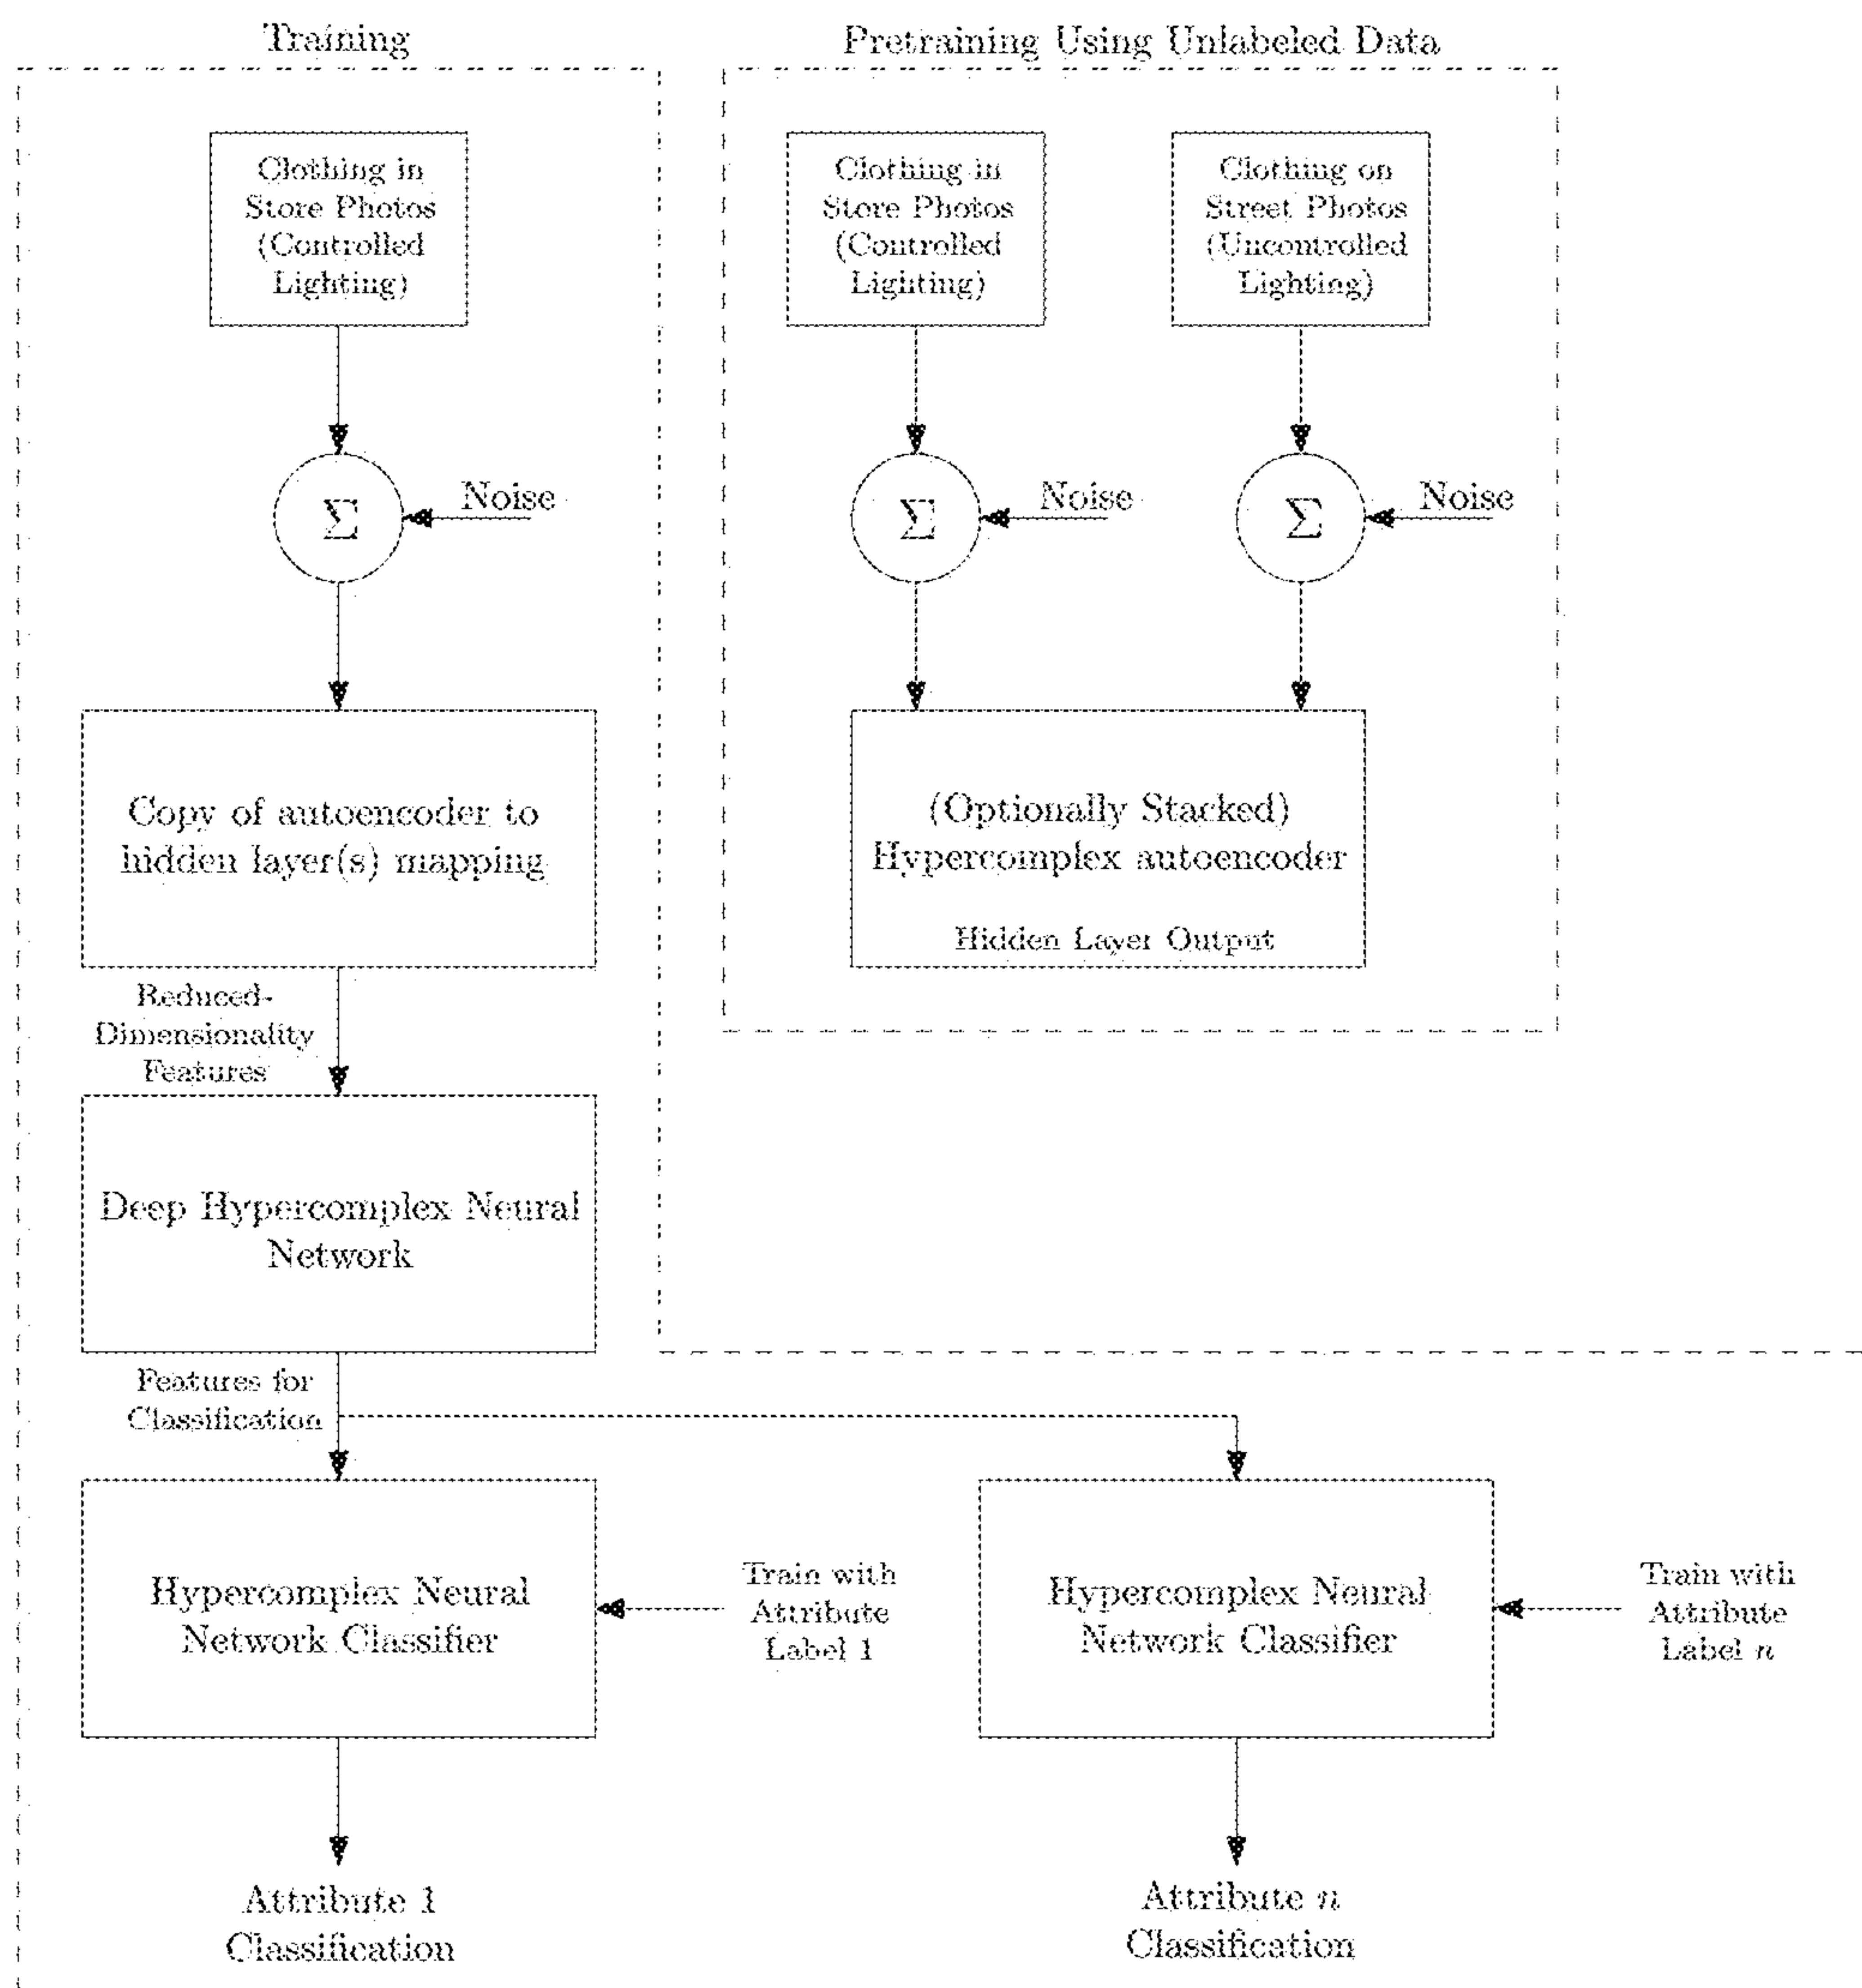 Training
Clothing in
Store Photos
(Controlled
Lighting)
Σ
Noise
Copy of autoencoder to
hidden layer(s) mapping
Reduced-
Dimensionality
Features
Deep Hypercomplex Neural
Network
Features for
Classification
Hypercomplex Neural
Network Classifier
Train with
Attribute
Label 1
Attribute 1
Classification
Pretraining Using Unlabeled Data
Clothing in
Store Photos
(Controlled
Lighting)
Σ
Noise
Clothing on
Street Photos
(Uncontrolled
Lighting)
Σ
Noise
(Optionally Stacked)
Hypercomplex autoencoder
Hidden Layer Output
Hypercomplex Neural
Network Classifier
Train with
Attribute
Label n
Attribute n
Classification